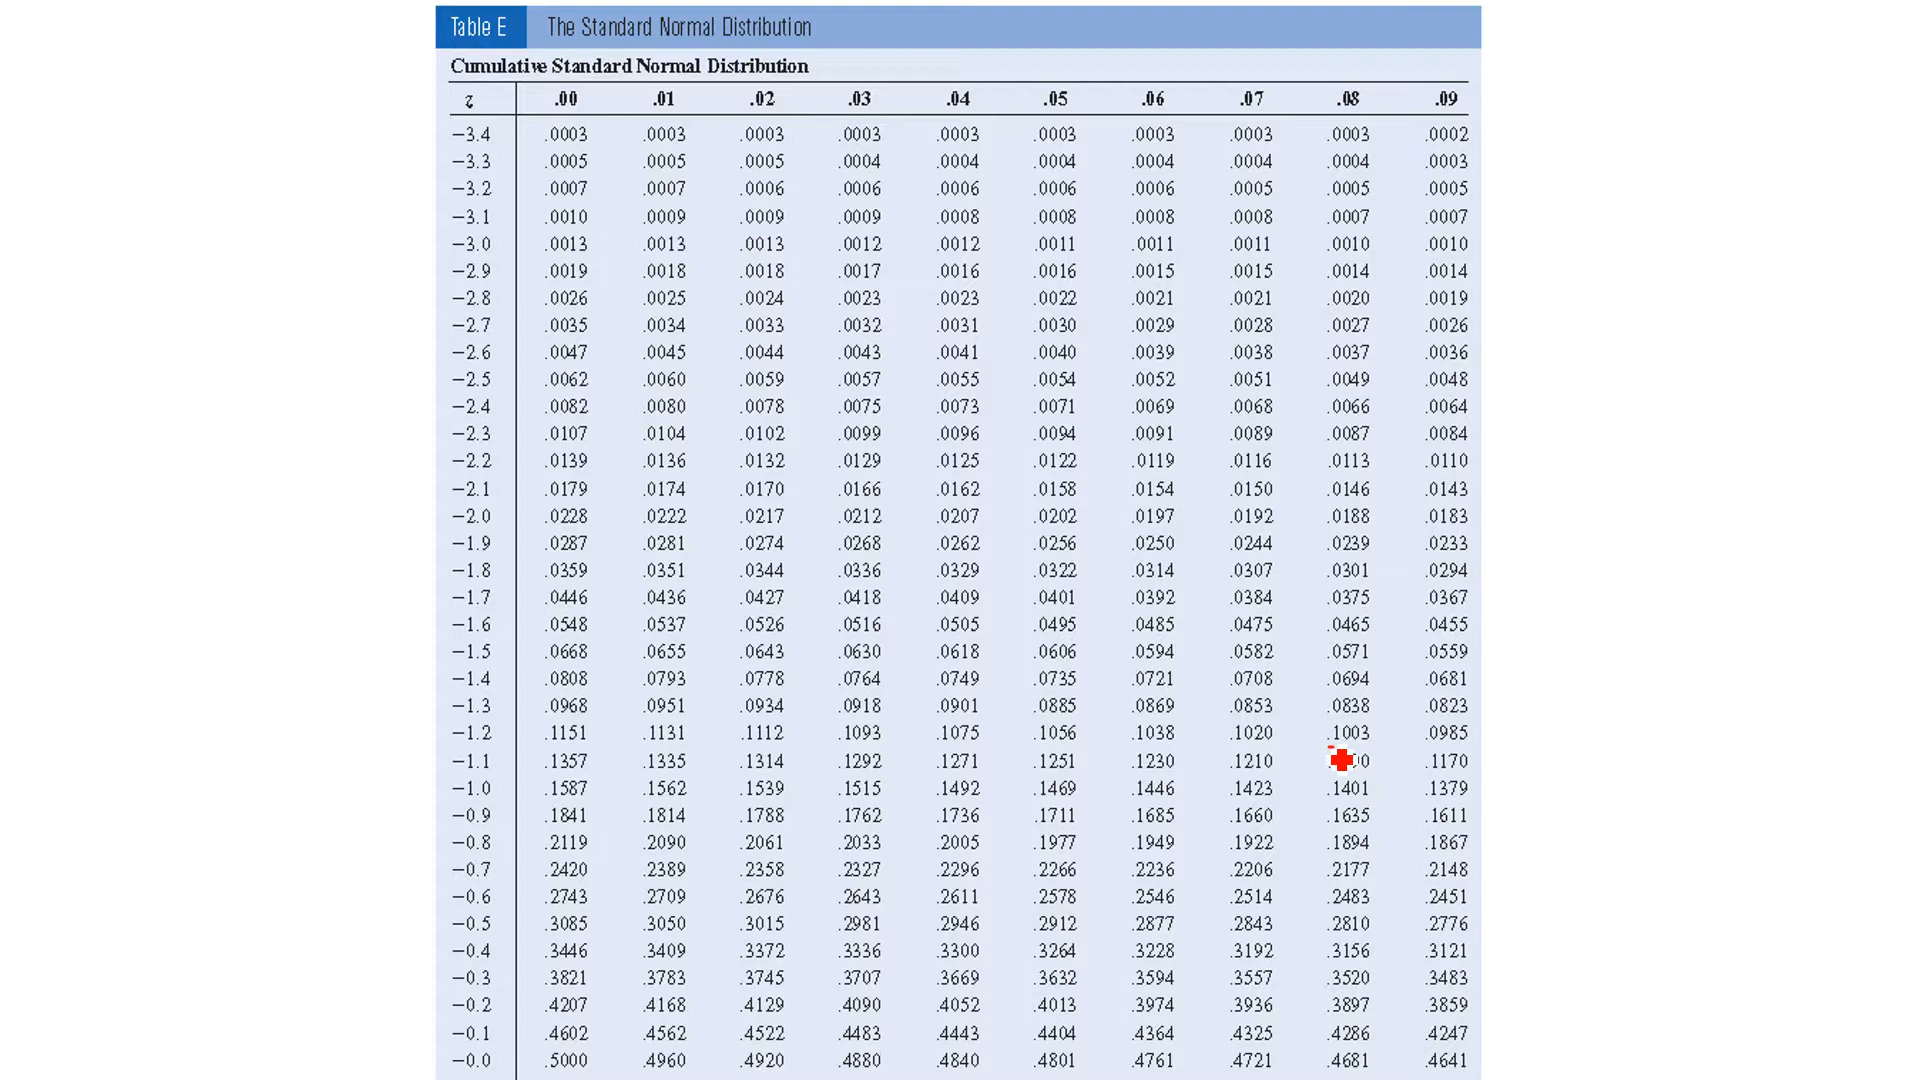 Table E The Standard Normal Distribution
Cumulative Standard Normal Distribution
z .00 .01 .02 .03 .04 .05 .06 .07 .08 .09
−3.4 .0003 .0003 .0003 .0003 .0003 .0003 .0003 .0003 .0003 .0002
−3.3 .0005 .0005 .0005 .0004 .0004 .0004 .0004 .0004 .0004 .0003
−3.2 .0007 .0007 .0006 .0006 .0006 .0006 .0006 .0005 .0005 .0005
−3.1 .0010 .0009 .0009 .0009 .0008 .0008 .0008 .0008 .0007 .0007
−3.0 .0013 .0013 .0013 .0012 .0012 .0011 .0011 .0011 .0010 .0010
−2.9 .0019 .0018 .0018 .0017 .0016 .0016 .0015 .0015 .0014 .0014
−2.8 .0026 .0025 .0024 .0023 .0023 .0022 .0021 .0021 .0020 .0019
−2.7 .0035 .0034 .0033 .0032 .0031 .0030 .0029 .0028 .0027 .0026
−2.6 .0047 .0045 .0044 .0043 .0041 .0040 .0039 .0038 .0037 .0036
−2.5 .0062 .0060 .0059 .0057 .0055 .0054 .0052 .0051 .0049 .0048
−2.4 .0082 .0080 .0078 .0075 .0073 .0071 .0069 .0068 .0066 .0064
−2.3 .0107 .0104 .0102 .0099 .0096 .0094 .0091 .0089 .0087 .0084
−2.2 .0139 .0136 .0132 .0129 .0125 .0122 .0119 .0116 .0113 .0110
−2.1 .0179 .0174 .0170 .0166 .0162 .0158 .0154 .0150 .0146 .0143
−2.0 .0228 .0222 .0217 .0212 .0207 .0202 .0197 .0192 .0188 .0183
−1.9 .0287 .0281 .0274 .0268 .0262 .0256 .0250 .0244 .0239 .0233
−1.8 .0359 .0351 .0344 .0336 .0329 .0322 .0314 .0307 .0301 .0294
−1.7 .0446 .0436 .0427 .0418 .0409 .0401 .0392 .0384 .0375 .0367
−1.6 .0548 .0537 .0526 .0516 .0505 .0495 .0485 .0475 .0465 .0455
−1.5 .0668 .0655 .0643 .0630 .0618 .0606 .0594 .0582 .0571 .0559
−1.4 .0808 .0793 .0778 .0764 .0749 .0735 .0721 .0708 .0694 .0681
−1.3 .0968 .0951 .0934 .0918 .0901 .0885 .0869 .0853 .0838 .0823
−1.2 .1151 .1131 .1112 .1093 .1075 .1056 .1038 .1020 .1003 .0985
−1.1 .1357 .1335 .1314 .1292 .1271 .1251 .1230 .1210 .1170
−1.0 .1587 .1562 .1539 .1515 .1492 .1469 .1446 .1423 .1401 .1379
−0.9 .1841 .1814 .1788 .1762 .1736 .1711 .1685 .1660 .1635 .1611
−0.8 .2119 .2090 .2061 .2033 .2005 .1977 .1949 .1922 .1894 .1867
−0.7 .2420 .2389 .2358 .2327 .2296 .2266 .2236 .2206 .2177 .2148
−0.6 .2743 .2709 .2676 .2643 .2611 .2578 .2546 .2514 .2483 .2451
−0.5 .3085 .3050 .3015 .2981 .2946 .2912 .2877 .2843 .2810 .2776
−0.4 .3446 .3409 .3372 .3336 .3300 .3264 .3228 .3192 .3156 .3121
−0.3 .3821 .3783 .3745 .3707 .3669 .3632 .3594 .3557 .3520 .3483
−0.2 .4207 .4168 .4129 .4090 .4052 .4013 .3974 .3936 .3897 .3859
−0.1 .4602 .4562 .4522 .4483 .4443 .4404 .4364 .4325 .4286 .4247
−0.0 .5000 .4960 .4920 .4880 .4840 .4801 .4761 .4721 .4681 .4641